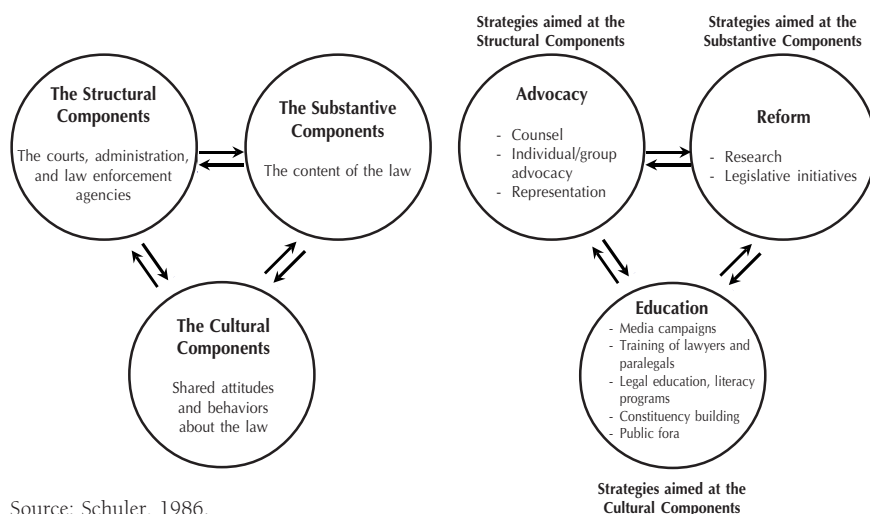 The Structural
Components
The courts, administration,
and law enforcement
agencies
The Substantive
Components
The content of the law
The Cultural
Components
Shared attitudes
and behaviors
about the law
Strategies aimed at the
Structural Components
Strategies aimed at the
Substantive Components
Advocacy
- Counsel
- Individual/group
advocacy
- Representation
Reform
- Research
- Legislative initiatives
Education
- Media campaigns
- Training of lawyers and
paralegals
- Legal education, literacy
programs
- Constituency building
- Public fora
Strategies aimed at the
Cultural Components
Source: Schuler, 1986.